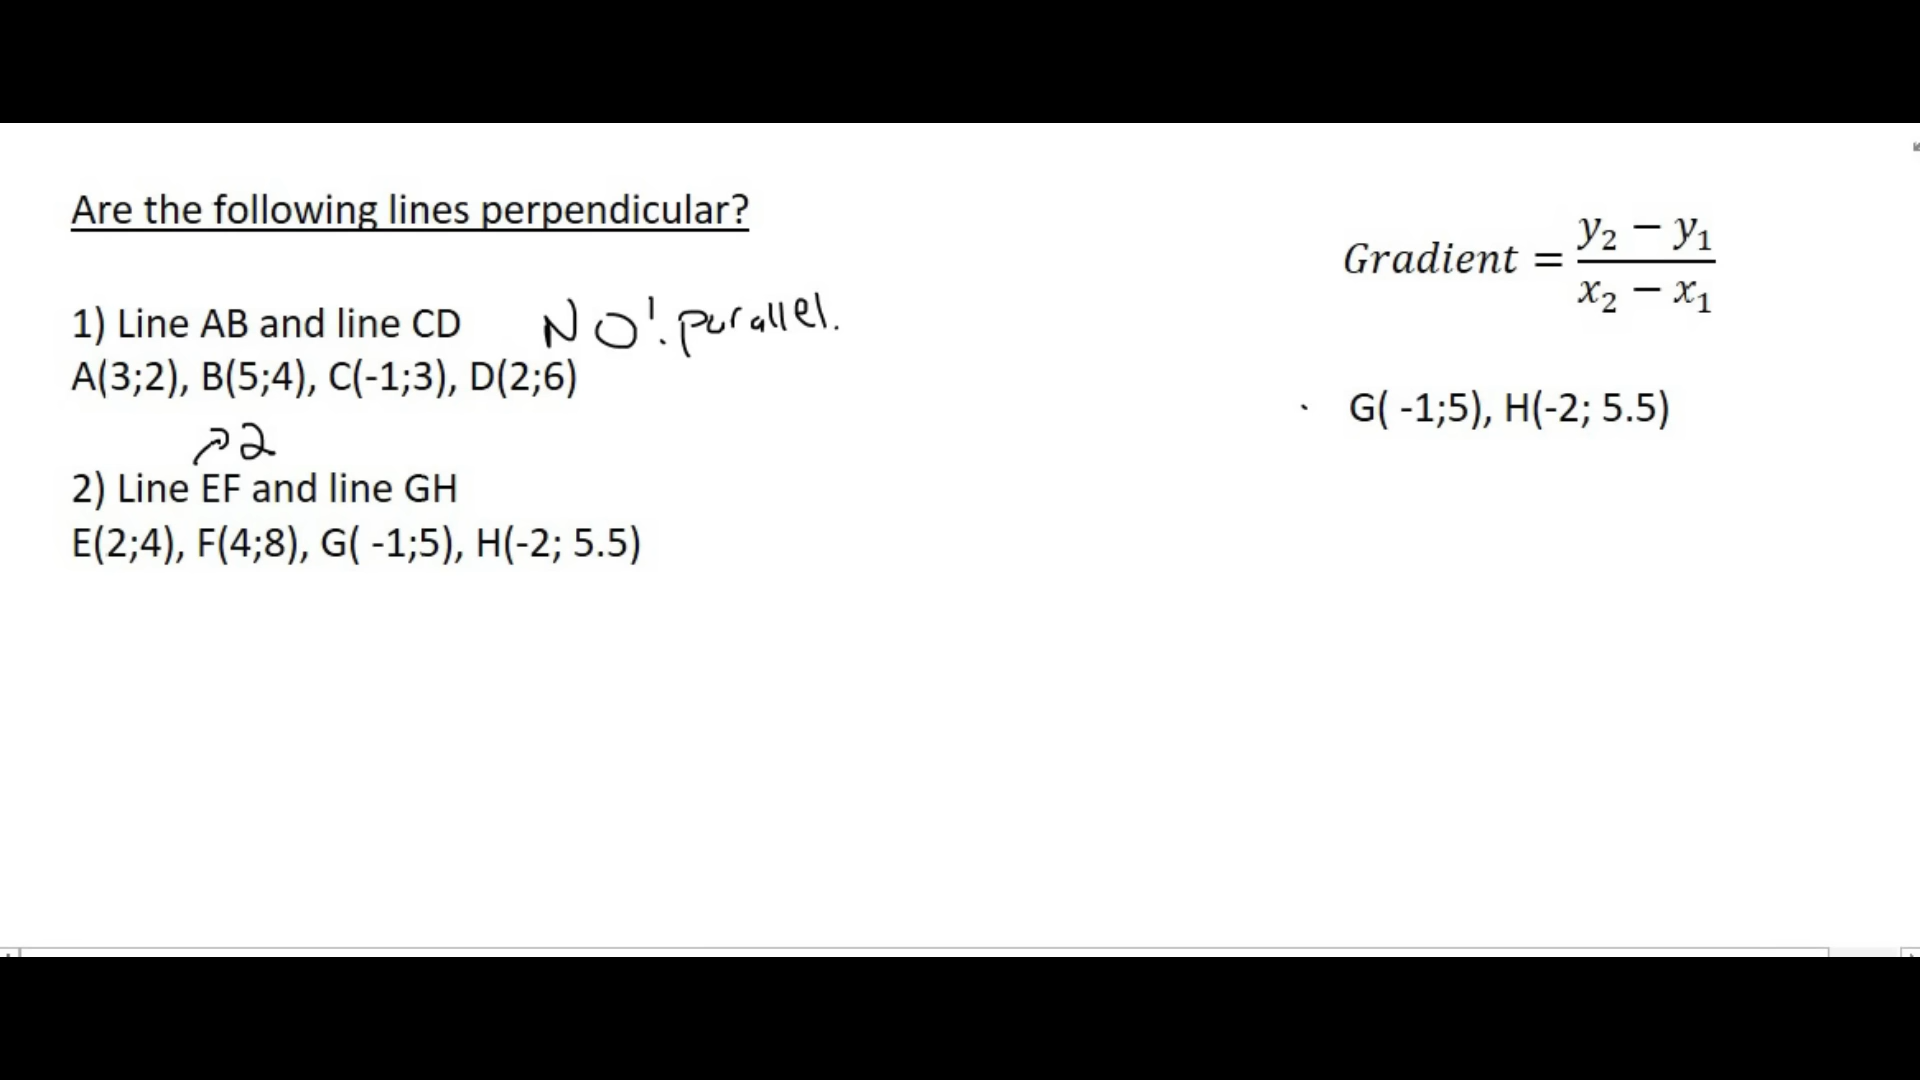 Are the following lines perpendicular?
1) Line AB and line CD NO! parallel.
A(3;2), B(5;4), C(-1;3), D(2;6)
2
2) Line EF and line GH
E(2;4), F(4;8), G( -1;5), H(-2; 5.5)
Gradient = y₂ − y₁ / x₂ − x₁
G( -1;5), H(-2; 5.5)